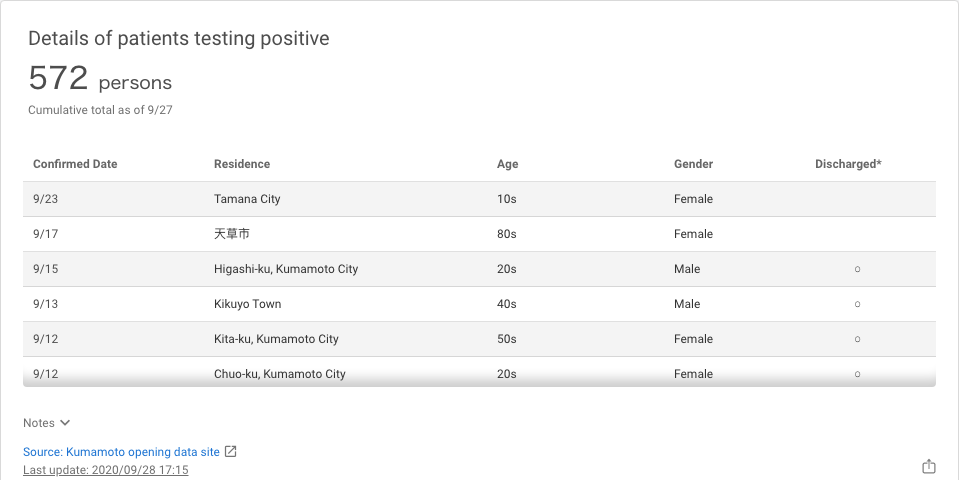 Details of patients testing positive
572 persons
Cumulative total as of 9/27
Confirmed Date Residence Age Gender Discharged*
9/23 Tamana City 10s Female
9/17 天草市 80s Female
9/15 Higashi-ku, Kumamoto City 20s Male ○
9/13 Kikuyo Town 40s Male ○
9/12 Kita-ku, Kumamoto City 50s Female ○
9/12 Chuo-ku, Kumamoto City 20s Female ○
Notes
Source: Kumamoto opening data site
Last update: 2020/09/28 17:15